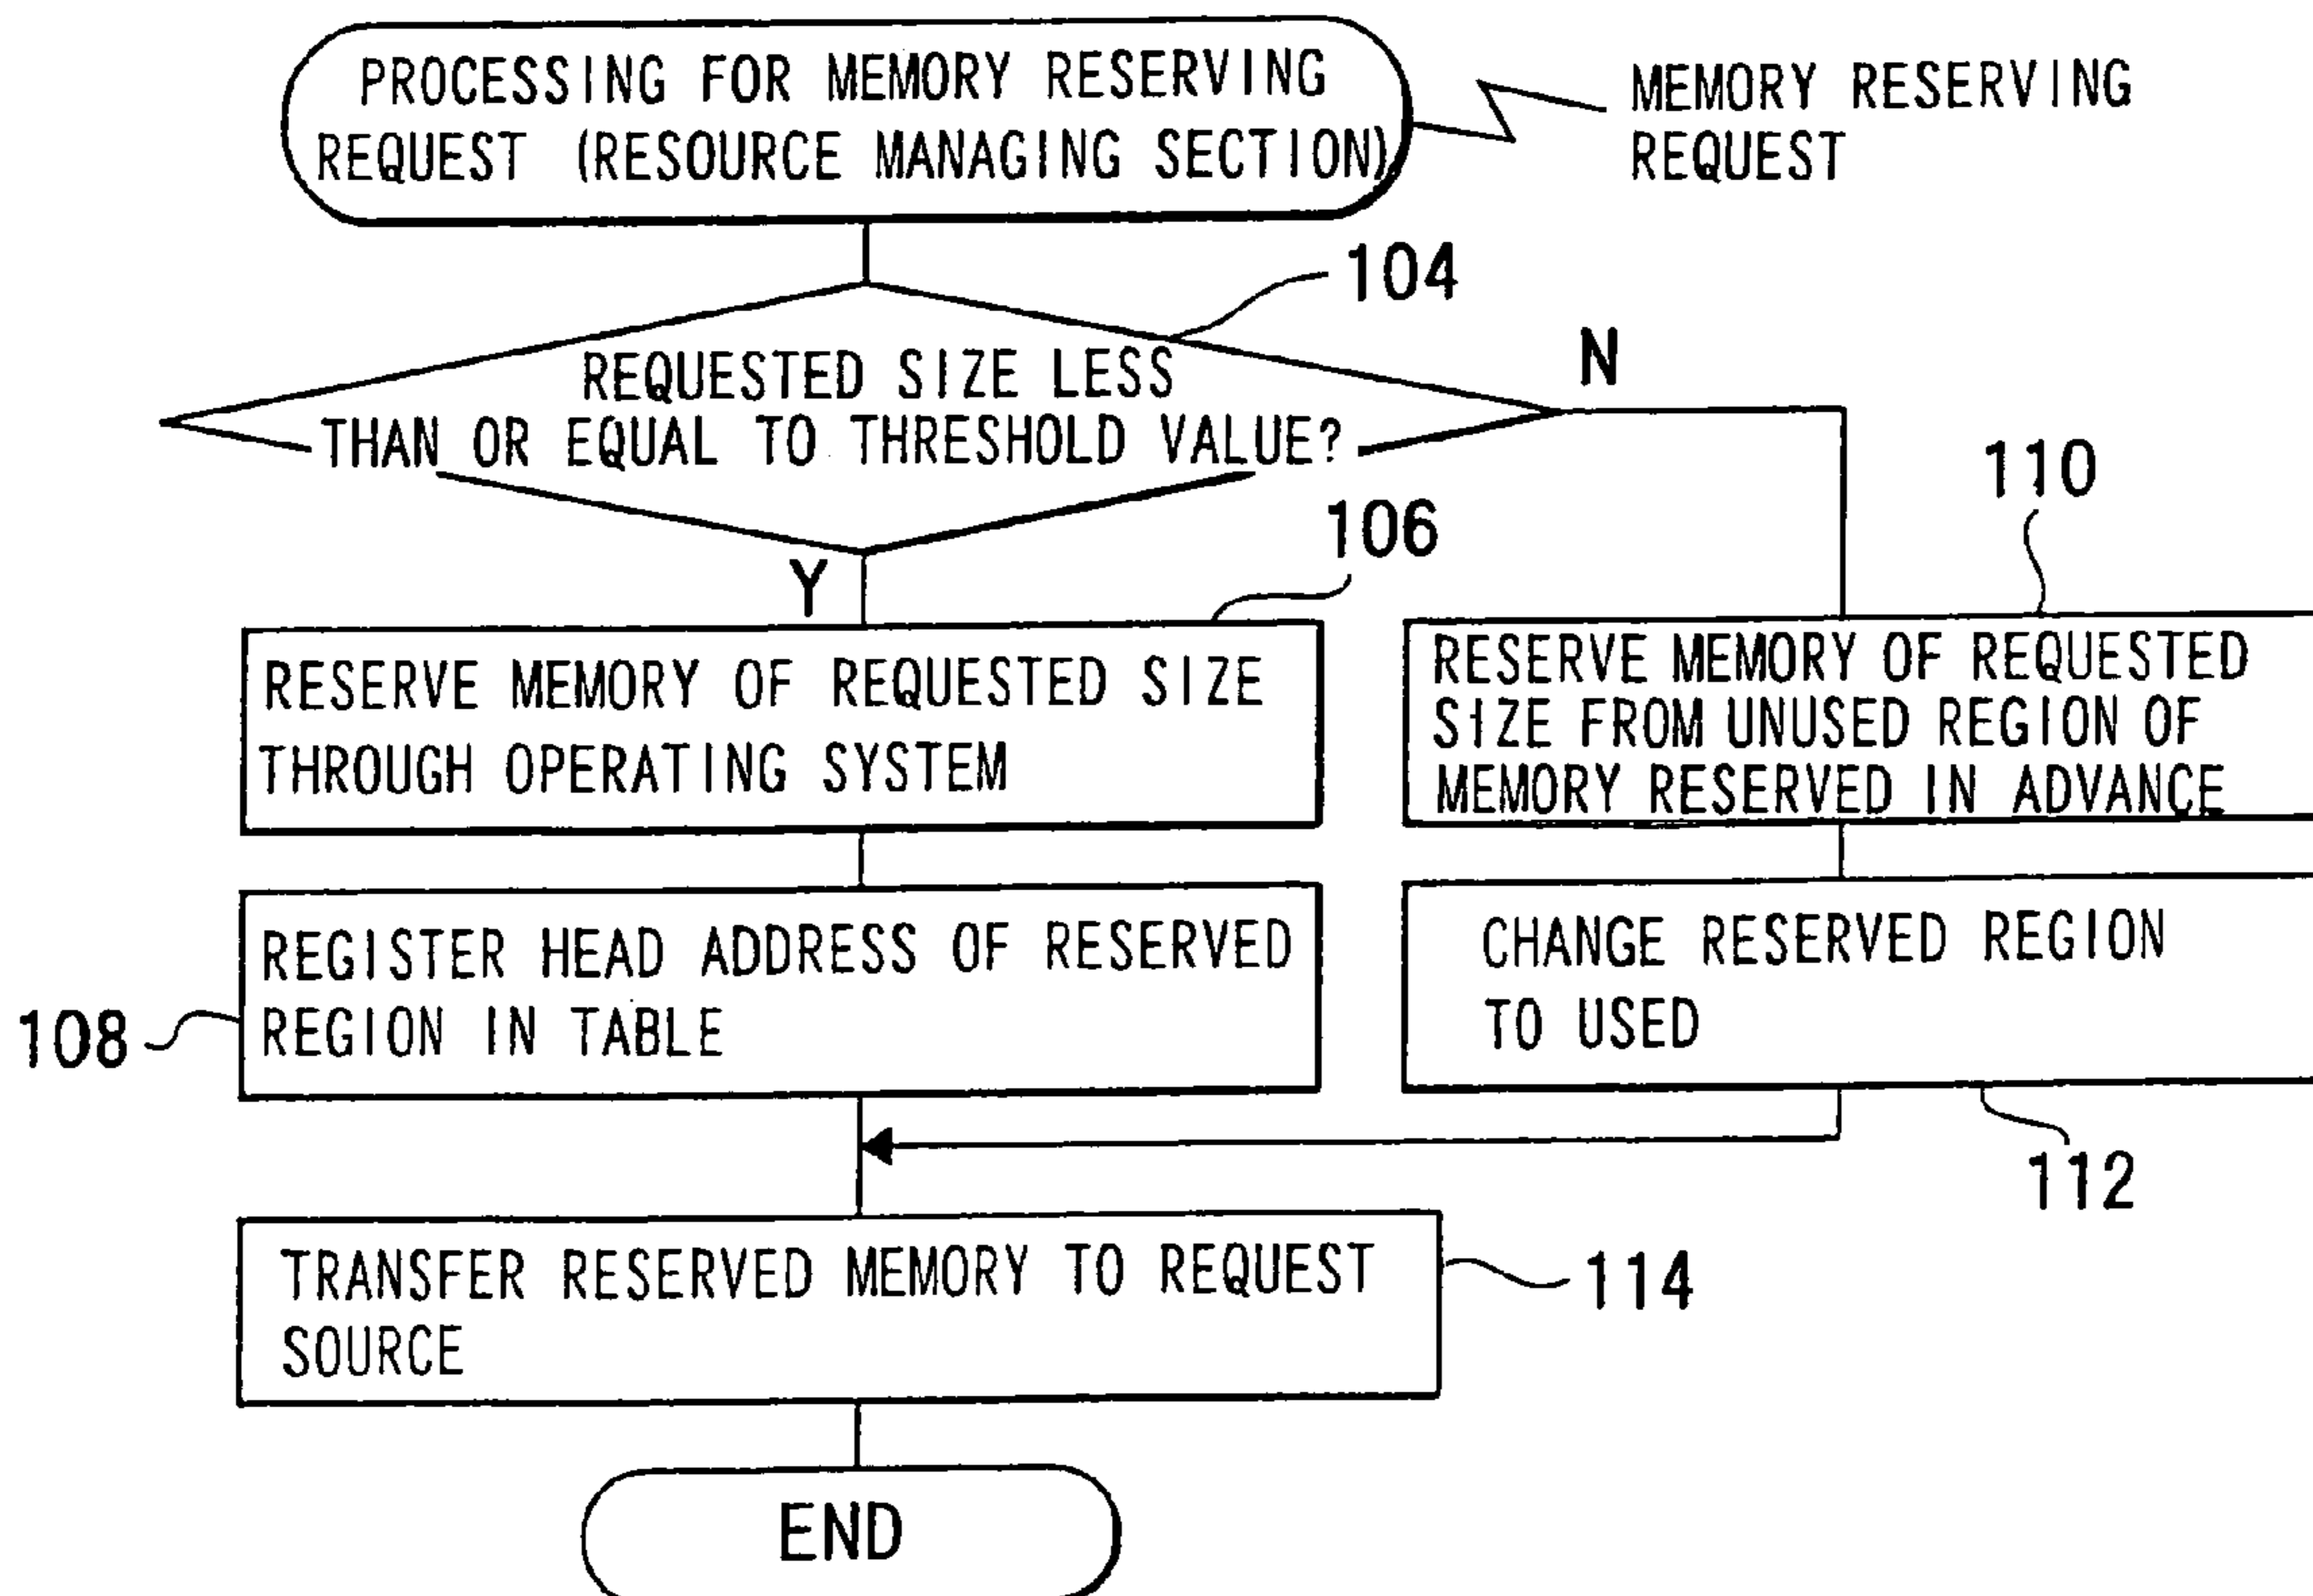 PROCESSING FOR MEMORY RESERVING
REQUEST (RESOURCE MANAGING SECTION)
MEMORY RESERVING
REQUEST
104
REQUESTED SIZE LESS
THAN OR EQUAL TO THRESHOLD VALUE?
N
Y
106
RESERVE MEMORY OF REQUESTED SIZE
THROUGH OPERATING SYSTEM
110
RESERVE MEMORY OF REQUESTED
SIZE FROM UNUSED REGION OF
MEMORY RESERVED IN ADVANCE
108
REGISTER HEAD ADDRESS OF RESERVED
REGION IN TABLE
CHANGE RESERVED REGION
TO USED
112
TRANSFER RESERVED MEMORY TO REQUEST
SOURCE
114
END